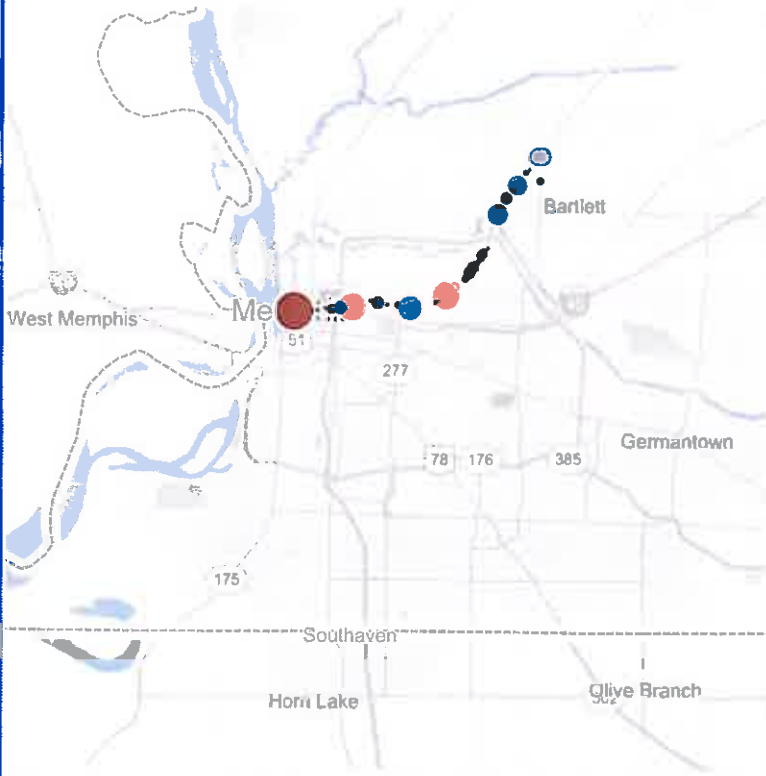 Bartlett
West Memphis
Me
51
277
Germantown
78
176
385
175
Southaven
Horn Lake
Olive Branch